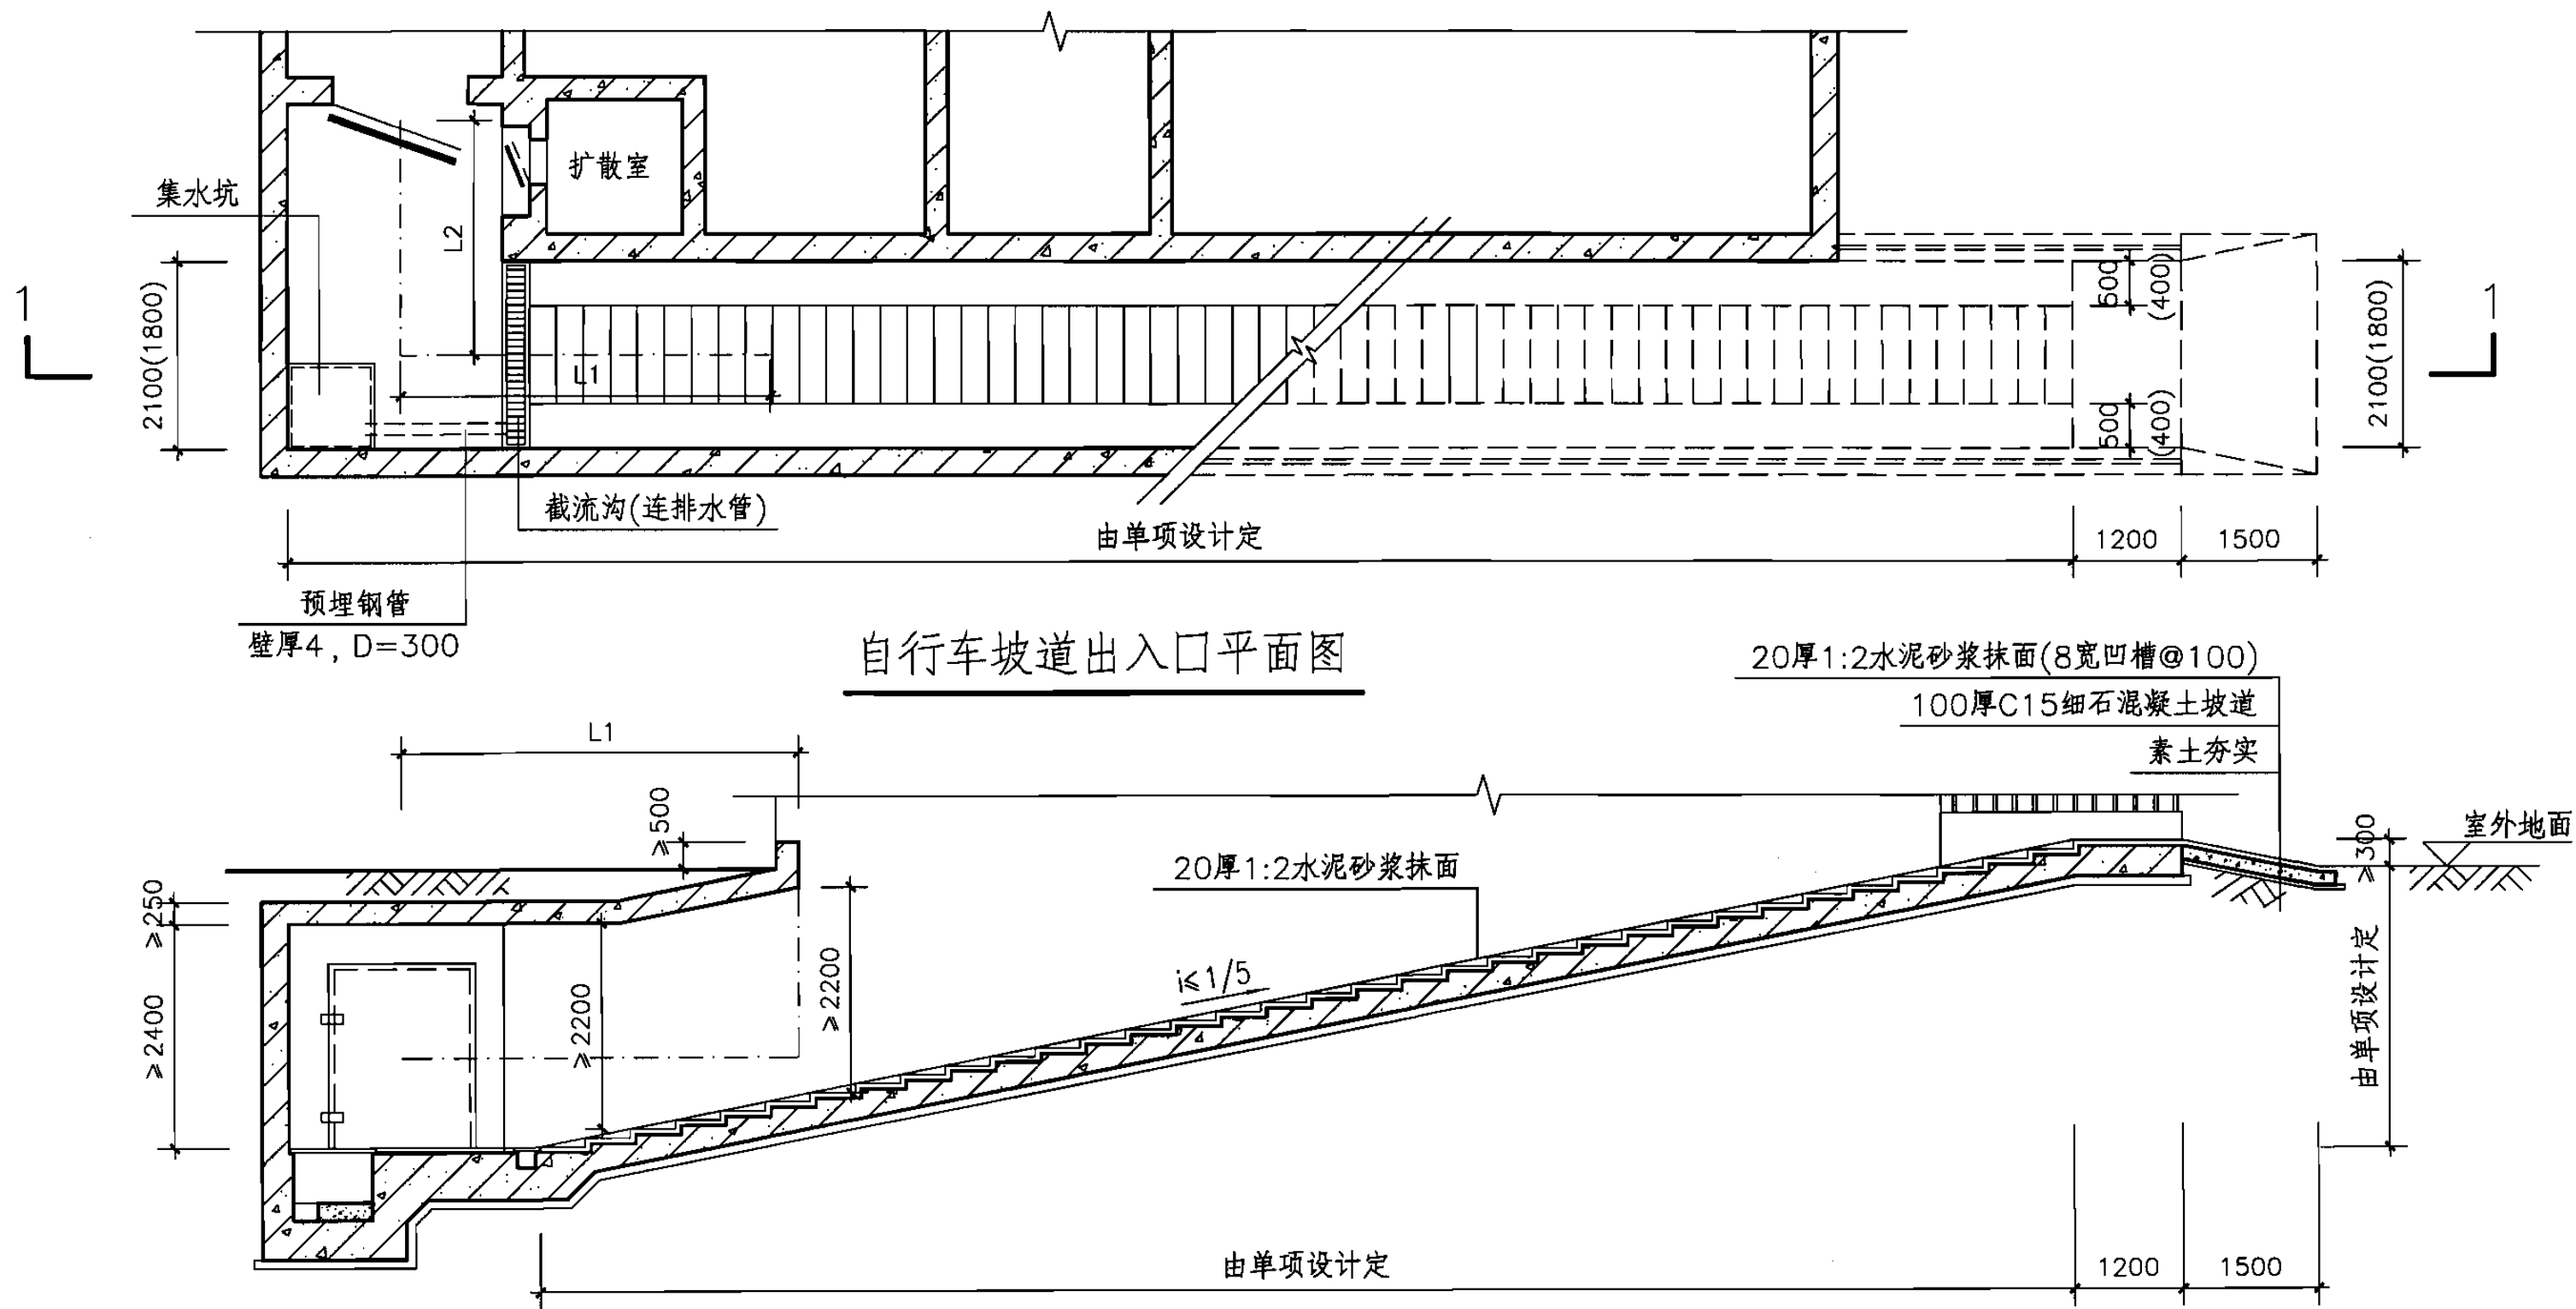 扩散室
集水坑
L2
1
2100(1800)
L1
600
(400)
500
(400)
2100(1800)
1
截流沟(连排水管)
由单项设计定
1200
1500
预埋钢管
壁厚4, D=300
自行车坡道出入口平面图
20厚1:2水泥砂浆抹面(8宽凹槽@100)
100厚C15细石混凝土坡道
素土夯实
L1
≥500
≥250
≥2400
≥2200
≥2200
20厚1:2水泥砂浆抹面
i≤1/5
室外地面
≥300
由单项设计定
由单项设计定
1200
1500